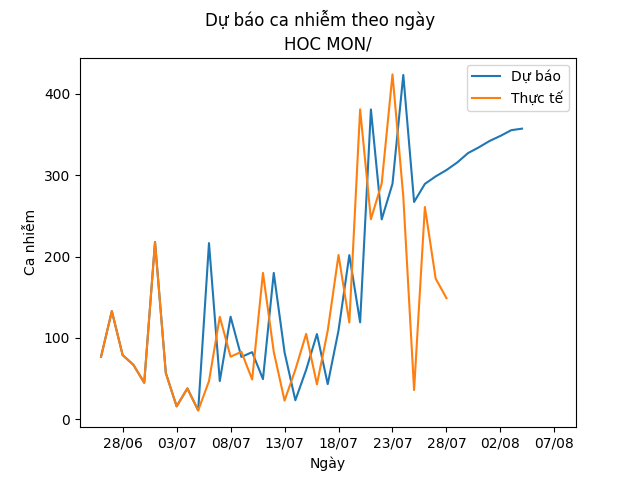 Dự báo ca nhiễm theo ngày
HOC MON/
Dự báo
Thực tế
Ca nhiễm
400
300
200
100
0
28/06 03/07 08/07 13/07 18/07 23/07 28/07 02/08 07/08
Ngày